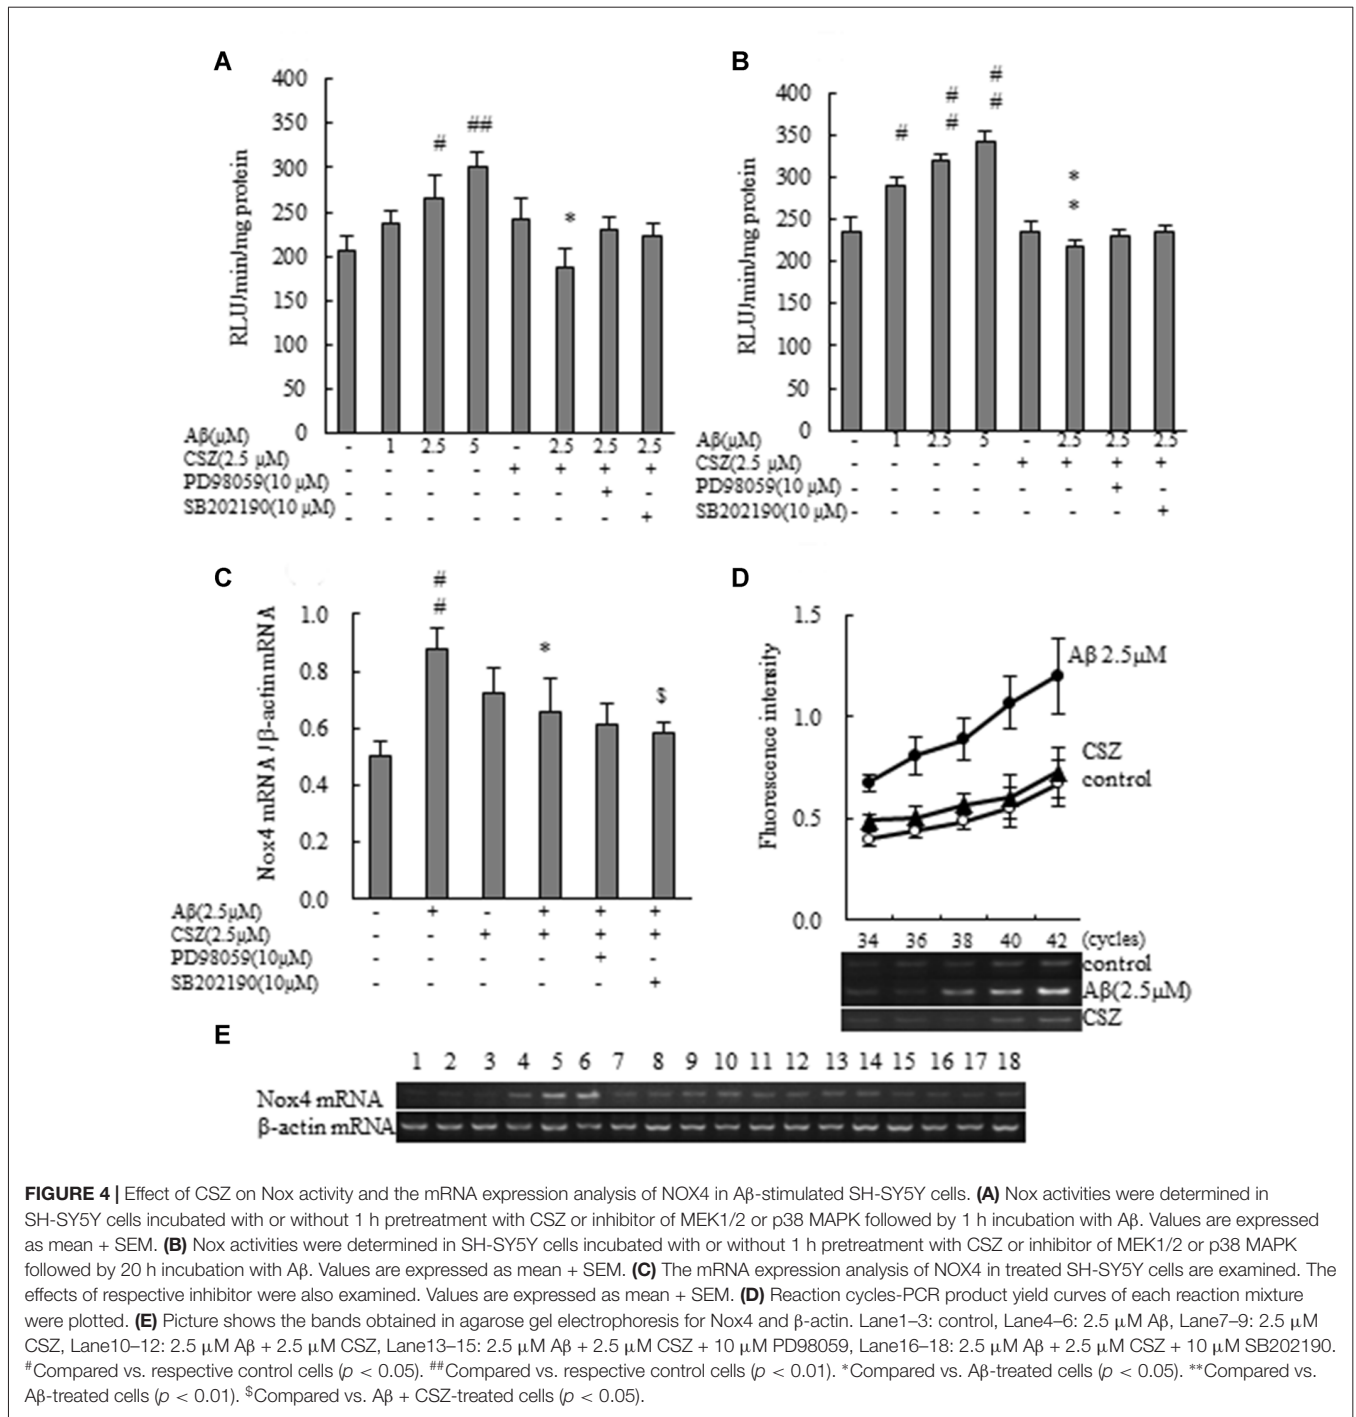 A
400
350
300
250
200
150
100
50
0
RLU/min/mg protein
# ## *
Aβ(μM) - 1 2.5 5 - 2.5 2.5 2.5
CSZ(2.5 μM) - - - - + + + +
PD98059(10 μM) - - - - - - + -
SB202190(10 μM) - - - - - - - +
B
400
350
300
250
200
150
100
50
0
RLU/min/mg protein
# # # # # * *
Aβ(μM) - 1 2.5 5 - 2.5 2.5 2.5
CSZ(2.5 μM) - - - - + + + +
PD98059(10 μM) - - - - - - + -
SB202190(10 μM) - - - - - - - +
C
1.0
0.8
0.6
0.4
0.2
0.0
Nox4 mRNA / β-actin mRNA
# # * $
Aβ(2.5μM) - + - + + +
CSZ(2.5μM) - - + + + +
PD98059(10μM) - - - - + -
SB202190(10μM) - - - - - +
D
1.5
1.0
0.5
0.0
Fluorescence intensity
Aβ 2.5μM
CSZ
control
34 36 38 40 42 (cycles)
control
Aβ(2.5μM)
CSZ
E
1 2 3 4 5 6 7 8 9 10 11 12 13 14 15 16 17 18
Nox4 mRNA
β-actin mRNA
FIGURE 4 | Effect of CSZ on Nox activity and the mRNA expression analysis of NOX4 in Aβ-stimulated SH-SY5Y cells. (A) Nox activities were determined in
SH-SY5Y cells incubated with or without 1 h pretreatment with CSZ or inhibitor of MEK1/2 or p38 MAPK followed by 1 h incubation with Aβ. Values are expressed
as mean + SEM. (B) Nox activities were determined in SH-SY5Y cells incubated with or without 1 h pretreatment with CSZ or inhibitor of MEK1/2 or p38 MAPK
followed by 20 h incubation with Aβ. Values are expressed as mean + SEM. (C) The mRNA expression analysis of NOX4 in treated SH-SY5Y cells are examined. The
effects of respective inhibitor were also examined. Values are expressed as mean + SEM. (D) Reaction cycles-PCR product yield curves of each reaction mixture
were plotted. (E) Picture shows the bands obtained in agarose gel electrophoresis for Nox4 and β-actin. Lane1–3: control, Lane4–6: 2.5 μM Aβ, Lane7–9: 2.5 μM
CSZ, Lane10–12: 2.5 μM Aβ + 2.5 μM CSZ, Lane13–15: 2.5 μM Aβ + 2.5 μM CSZ + 10 μM PD98059, Lane16–18: 2.5 μM Aβ + 2.5 μM CSZ + 10 μM SB202190.
#Compared vs. respective control cells (p < 0.05). ##Compared vs. respective control cells (p < 0.01). *Compared vs. Aβ-treated cells (p < 0.05). **Compared vs.
Aβ-treated cells (p < 0.01). $Compared vs. Aβ + CSZ-treated cells (p < 0.05).